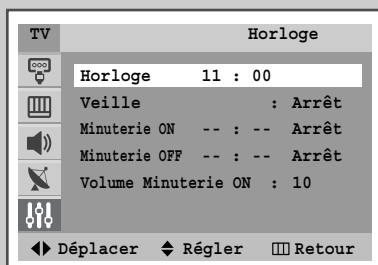 TV Horloge
Horloge 11 : 00
Veille : Arrêt
Minuterie ON -- : -- Arrêt
Minuterie OFF -- : -- Arrêt
Volume Minuterie ON : 10
Déplacer Régler Retour